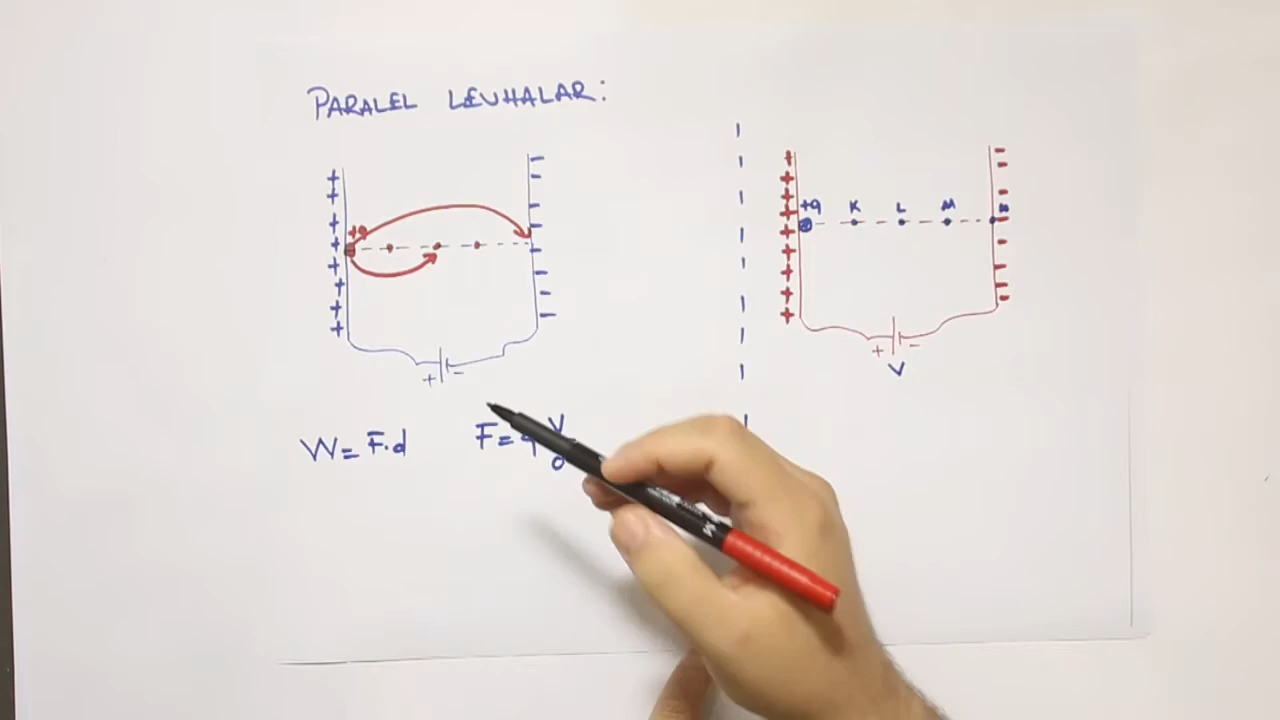 PARALEL LEVHALAR:
+q
+ -
W= F.d F= q V
+q K L M
+ -
V